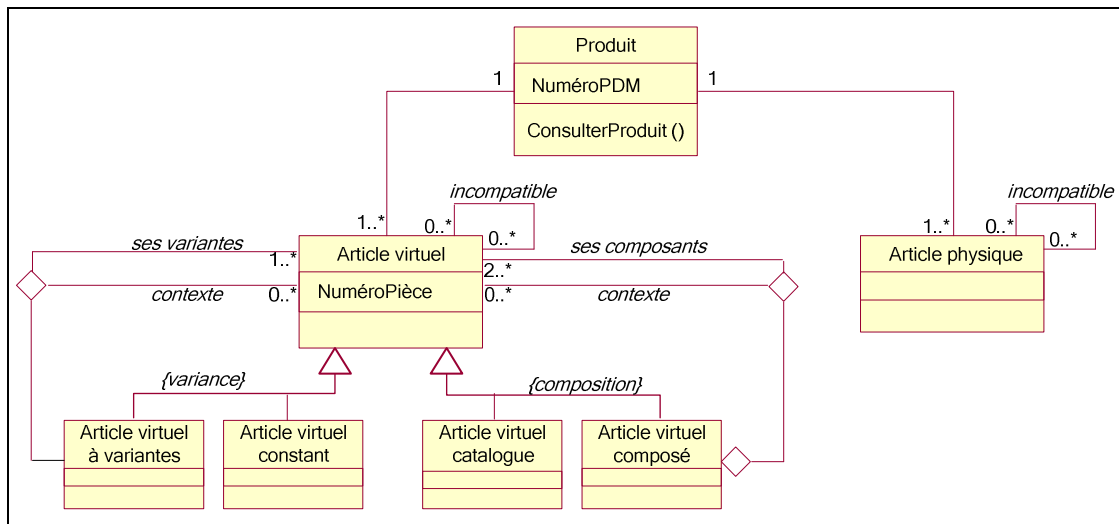 Produit
1
NuméroPDM
1
ConsulterProduit ()
incompatible
incompatible
1..*
0..*
0..*
1..*
0..*
0..*
ses variantes
1..*
Article virtuel
ses composants
2..*
Article physique
contexte
0..*
NuméroPièce
0..*
contexte
{variance}
{composition}
Article virtuel
à variantes
Article virtuel
constant
Article virtuel
catalogue
Article virtuel
composé